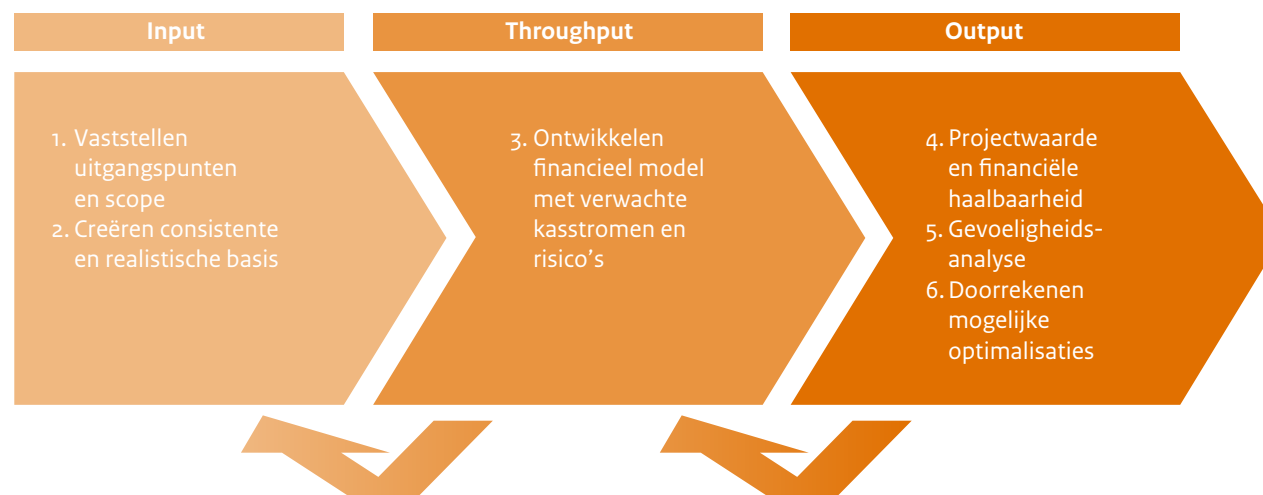 Input
1. Vaststellen
uitgangspunten
en scope
2. Creëren consistente
en realistische basis
Throughput
3. Ontwikkelen
financieel model
met verwachte
kasstromen en
risico's
Output
4. Projectwaarde
en financiële
haalbaarheid
5. Gevoeligheids-
analyse
6. Doorrekenen
mogelijke
optimalisaties